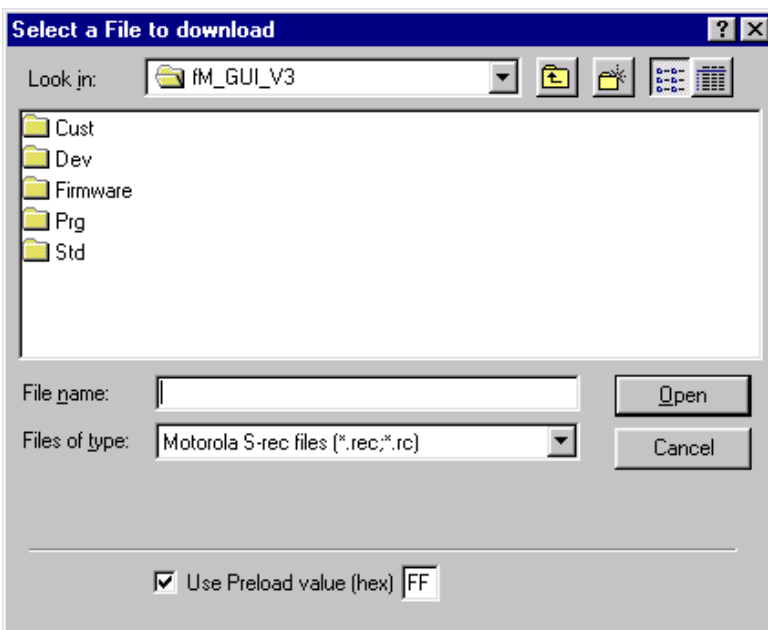 Select a File to download
Look in: fM_GUI_V3
Cust
Dev
Firmware
Prg
Std
File name: Open
Files of type: Motorola S-rec files (*.rec;*.rc) Cancel
Use Preload value (hex) FF